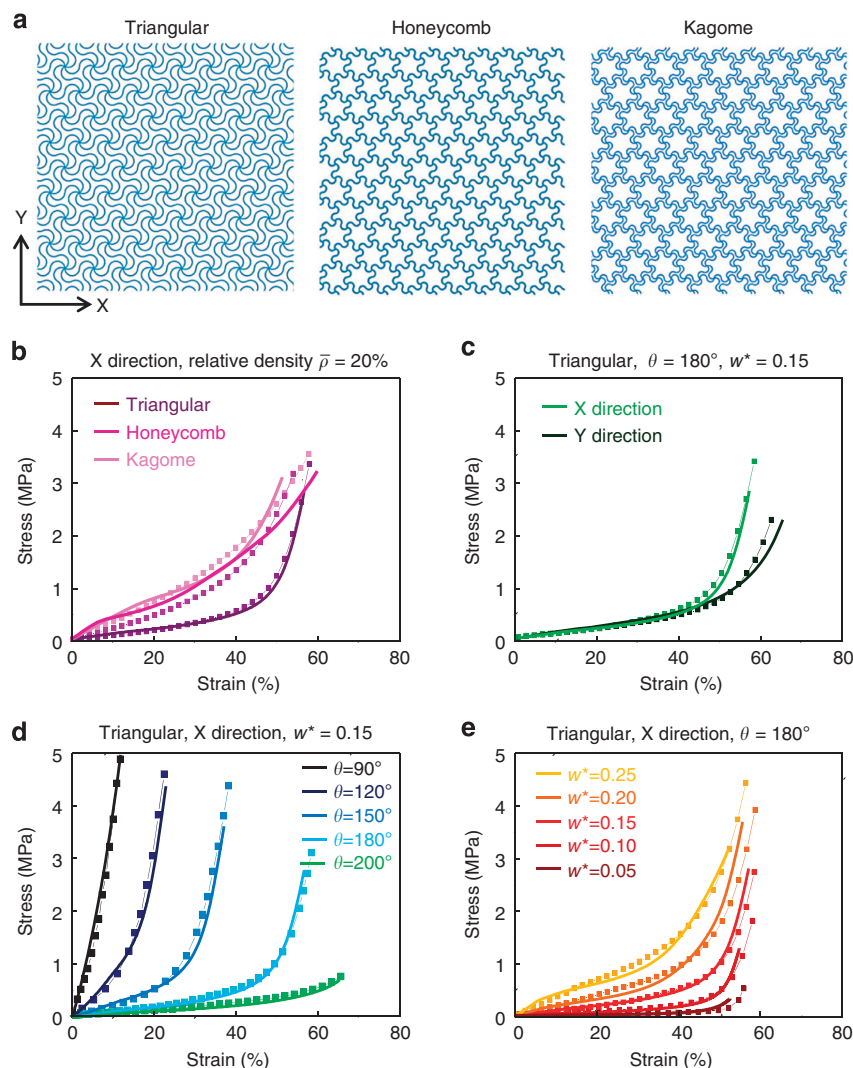 a
Triangular
Honeycomb
Kagome
Y
X
b
X direction, relative density ρ̅ = 20%
5
4
3
2
1
0
Stress (MPa)
Triangular
Honeycomb
Kagome
0
20
40
60
80
Strain (%)
c
Triangular, θ = 180°, w* = 0.15
5
4
3
2
1
0
Stress (MPa)
X direction
Y direction
0
20
40
60
80
Strain (%)
d
Triangular, X direction, w* = 0.15
5
4
3
2
1
0
Stress (MPa)
θ=90°
θ=120°
θ=150°
θ=180°
θ=200°
0
20
40
60
80
Strain (%)
e
Triangular, X direction, θ = 180°
5
4
3
2
1
0
Stress (MPa)
w*=0.25
w*=0.20
w*=0.15
w*=0.10
w*=0.05
0
20
40
60
80
Strain (%)